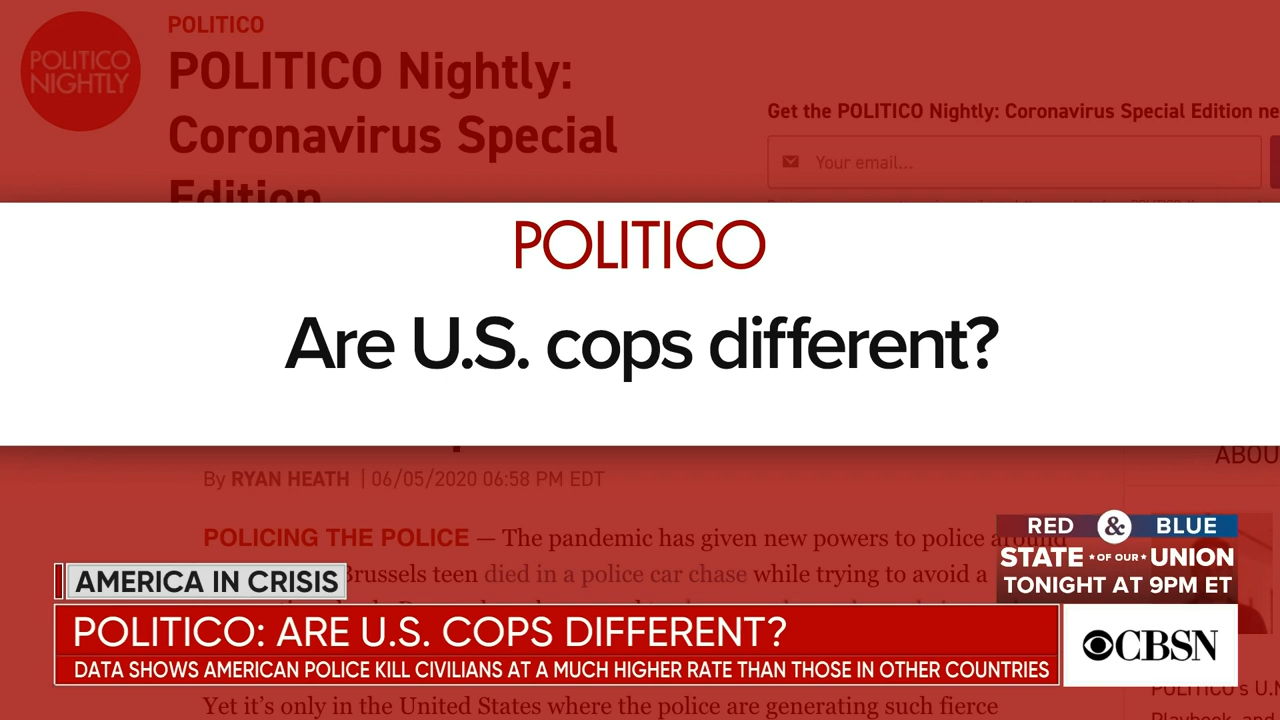 POLITICO
NIGHTLY
POLITICO
POLITICO Nightly:
Coronavirus Special
Edition
Get the POLITICO Nightly: Coronavirus Special Edition ne
Your email...
POLITICO
Are U.S. cops different?
By RYAN HEATH | 06/05/2020 06:58 PM EDT
ABOU
POLICING THE POLICE — The pandemic has given new powers to police around
Brussels teen died in a police car chase while trying to avoid a
RED & BLUE
STATE OF OUR UNION
TONIGHT AT 9PM ET
AMERICA IN CRISIS
POLITICO: ARE U.S. COPS DIFFERENT?
DATA SHOWS AMERICAN POLICE KILL CIVILIANS AT A MUCH HIGHER RATE THAN THOSE IN OTHER COUNTRIES
CBSN
Yet it's only in the United States where the police are generating such fierce
POLITICO's U.N
Playbook, and